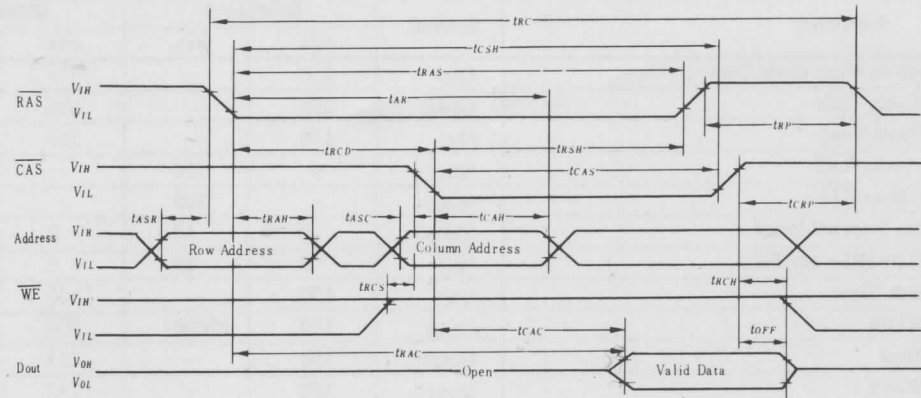 tRC
tCSH
tRAS
RAS VIH
tAR
VIL
tRP
tRCD
tRSH
CAS VIH
tCAS
VIL
tCRP
tASR
tRAH
tASC
tCAH
Address VIH
Row Address
Column Address
VIL
tRCS
tRCH
WE VIH
VIL
tCAC
tOFF
tRAC
Dout VOH
Open
Valid Data
VOL